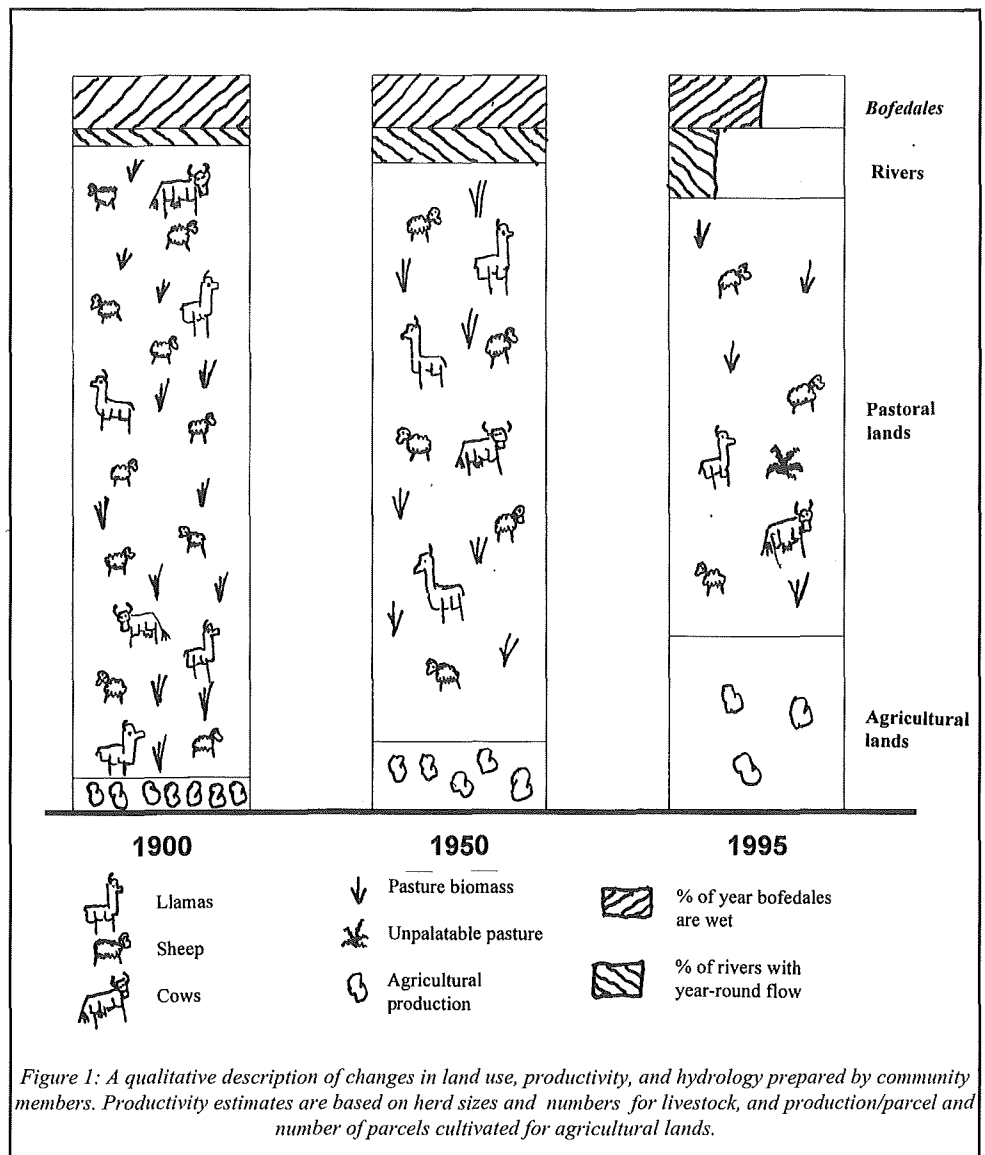 Bofedales
Rivers
Pastoral
lands
Agricultural
lands
1900
1950
1995
Llamas
Sheep
Cows
Pasture biomass
Unpalatable pasture
Agricultural
production
% of year bofedales
are wet
% of rivers with
year-round flow
Figure 1: A qualitative description of changes in land use, productivity, and hydrology prepared by community
members. Productivity estimates are based on herd sizes and numbers for livestock, and production/parcel and
number of parcels cultivated for agricultural lands.